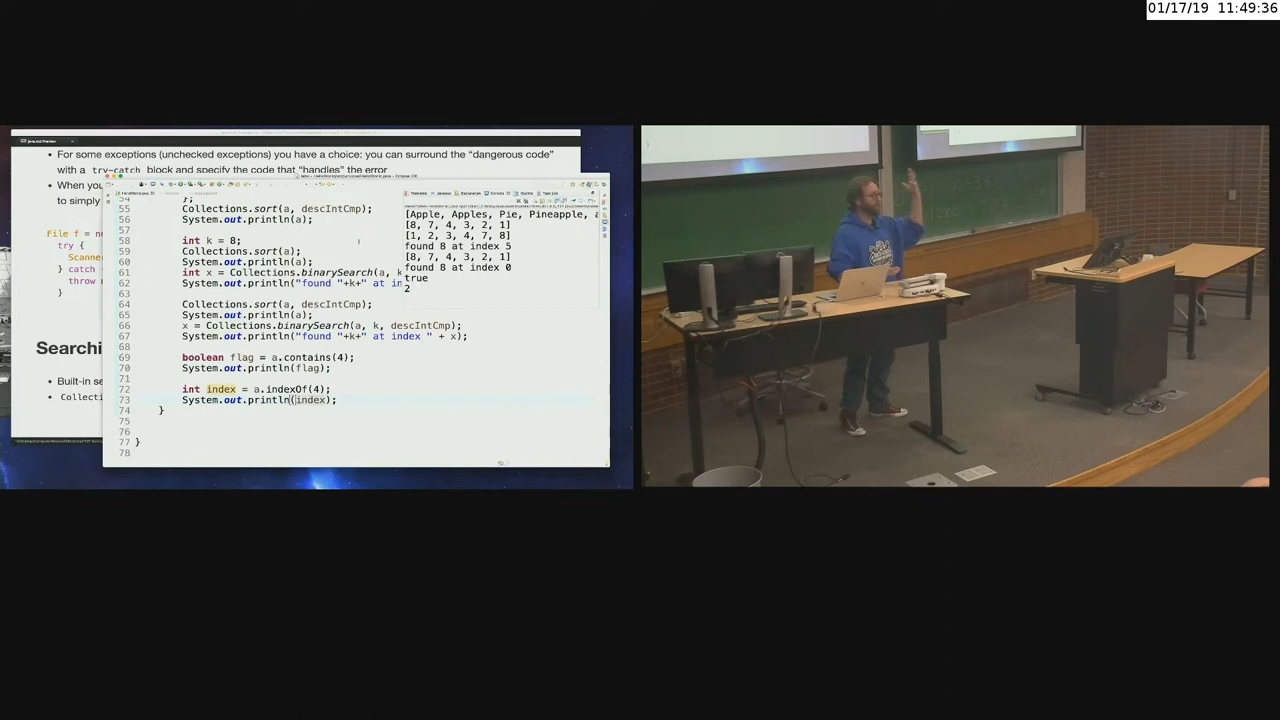 01/17/19 11:49:36
For some exceptions (unchecked exceptions) you have a choice: you can surround the “dangerous code”
with a try-catch block and specify the code that “handles” the error
When you
to simply
File f = ne
try {
Scanne
} catch
throw n
}
Searchi
Built-in se
Collecti
54 };
55 Collections.sort(a, descIntCmp);
56 System.out.print(a);
57
58 int k = 8;
59 Collections.sort(a);
60 System.out.println(a);
61 int x = Collections.binarySearch(a, k
62 System.out.println("found "+k+" at in
63
64 Collections.sort(a, descIntCmp);
65 System.out.println(a);
66 x = Collections.binarySearch(a, k, descIntCmp);
67 System.out.println("found "+k+" at index " + x);
68
69 boolean flag = a.contains(4);
70 System.out.println(flag);
71
72 int index = a.indexOf(4);
73 System.out.println(index);
74 }
75
76
77 }
78
[Apple, Apples, Pie, Pineapple, a
[8, 7, 4, 3, 2, 1]
[1, 2, 3, 4, 7, 8]
found 8 at index 5
[8, 7, 4, 3, 2, 1]
found 8 at index 0
true
2